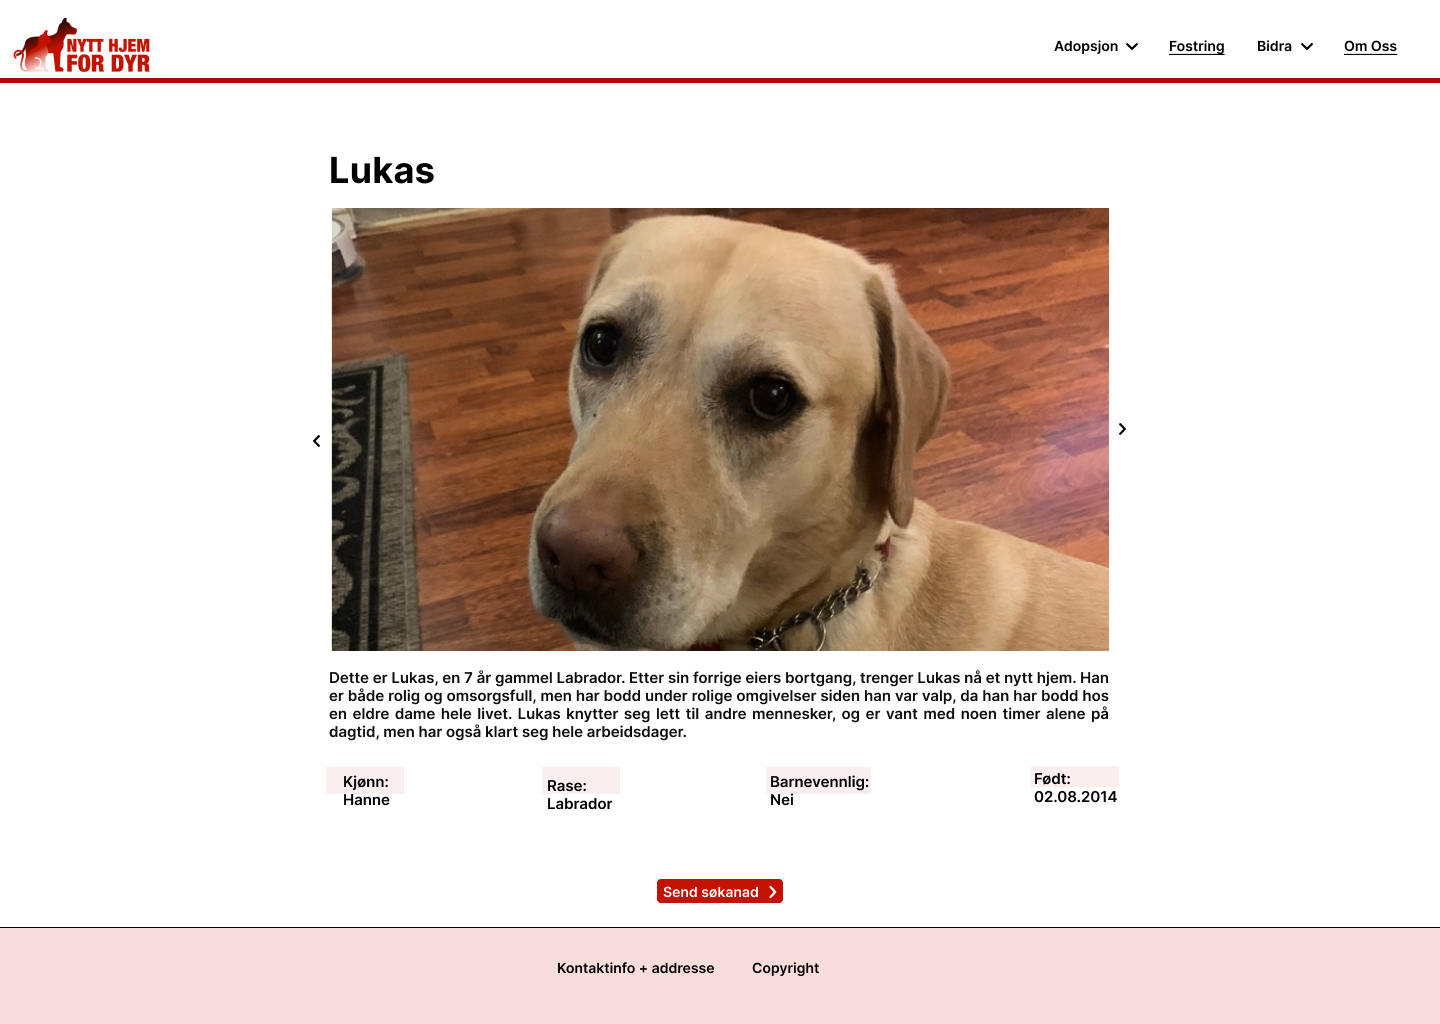 NYTT HJEM
FOR DYR
Adopsjon
Fostring
Bidra
Om Oss
Lukas
Dette er Lukas, en 7 år gammel Labrador. Etter sin forrige eiers bortgang, trenger Lukas nå et nytt hjem. Han
er både rolig og omsorgsfull, men har bodd under rolige omgivelser siden han var valp, da han har bodd hos
en eldre dame hele livet. Lukas knytter seg lett til andre mennesker, og er vant med noen timer alene på
dagtid, men har også klart seg hele arbeidsdager.
Kjønn:
Hanne
Rase:
Labrador
Barnevennlig:
Nei
Født:
02.08.2014
Send søkanad
Kontaktinfo + addresse
Copyright